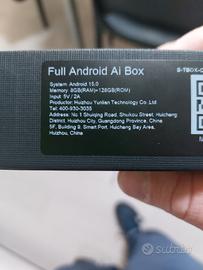 Full Android Ai Box
S-TBOX-
System: Android 15.0
Memory: 8GB(RAM)+128GB(ROM)
Input: 5V / 2A
Productor: Huizhou Yunlian Technology Co.,Ltd
Tel: 400-930-3035
Address: No.1 Shuiqing Road, Shukou Street, Huicheng
District, Huizhou City, Guangdong Province, China
5F, Building 2, Smart Port, Huicheng Bay Area,
Huizhou, China
M
Subito